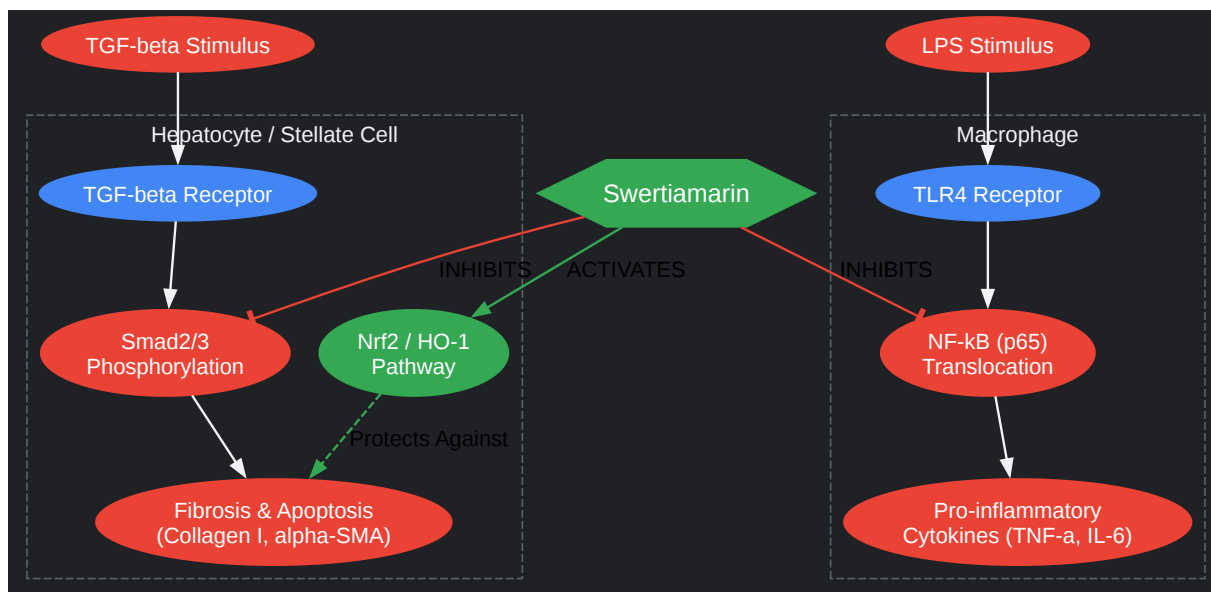 TGF-beta Stimulus
LPS Stimulus
Hepatocyte / Stellate Cell
Macrophage
TGF-beta Receptor
Swertiamarin
TLR4 Receptor
INHIBITS
ACTIVATES
INHIBITS
Smad2/3
Phosphorylation
Nrf2 / HO-1
Pathway
NF-kB (p65)
Translocation
Protects Against
Fibrosis & Apoptosis
(Collagen I, alpha-SMA)
Pro-inflammatory
Cytokines (TNF-a, IL-6)